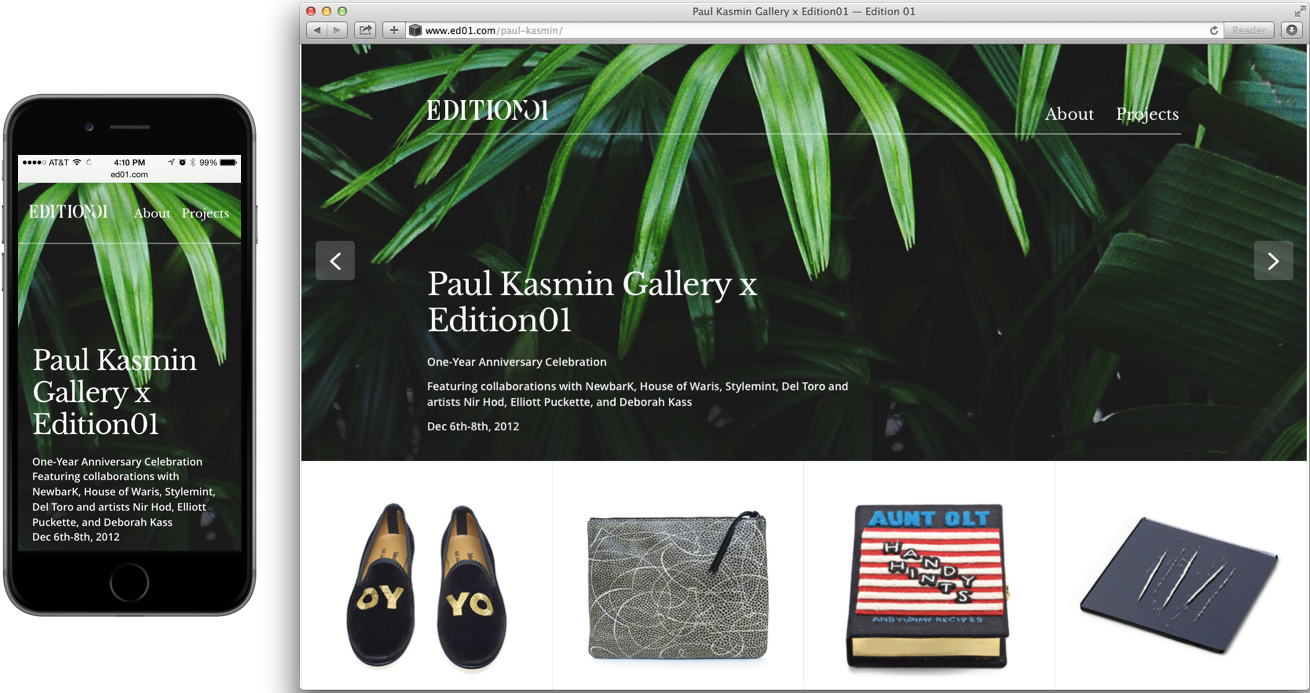 AT&T 4:10 PM 99%
ed01.com
EDITION01 About Projects
Paul Kasmin
Gallery x
Edition01
One-Year Anniversary Celebration
Featuring collaborations with
NewbarK, House of Waris, Stylemint,
Del Toro and artists Nir Hod, Elliott
Puckette, and Deborah Kass
Dec 6th-8th, 2012
Paul Kasmin Gallery x Edition01 — Edition 01
www.ed01.com/paul-kasmin/ Reader
EDITION01 About Projects
Paul Kasmin Gallery x
Edition01
One-Year Anniversary Celebration
Featuring collaborations with NewbarK, House of Waris, Stylemint, Del Toro and
artists Nir Hod, Elliott Puckette, and Deborah Kass
Dec 6th-8th, 2012
OY YO
AUNT OLT
HANDY
HINTS
AND YUMMY RECIPES